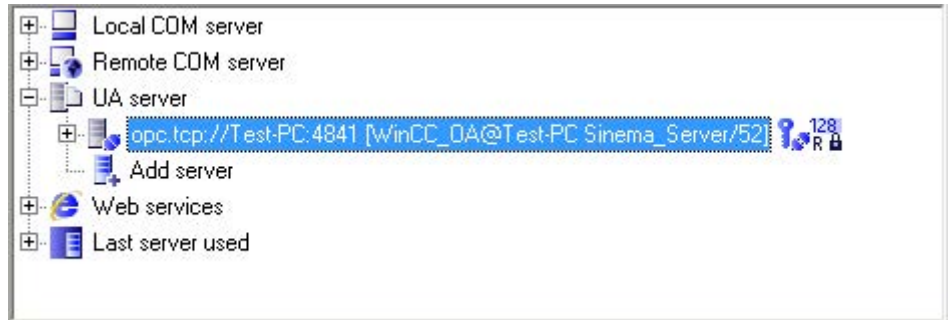 Local COM server
Remote COM server
UA server
opc.tcp://Test-PC:4841 [WinCC_OA@Test-PC Sinema_Server/52] 128 R
Add server
Web services
Last server used